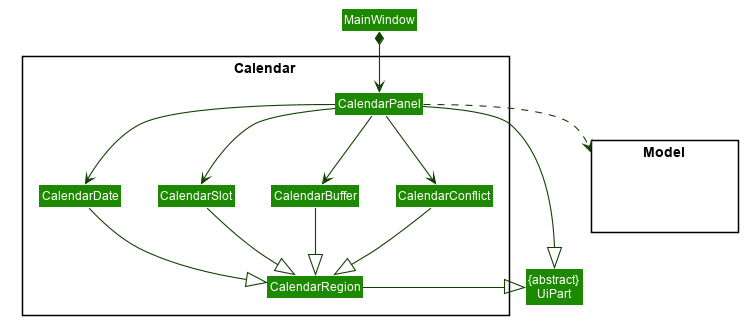 MainWindow
Calendar
CalendarPanel
Model
CalendarDate
CalendarSlot
CalendarBuffer
CalendarConflict
CalendarRegion
{abstract}
UiPart